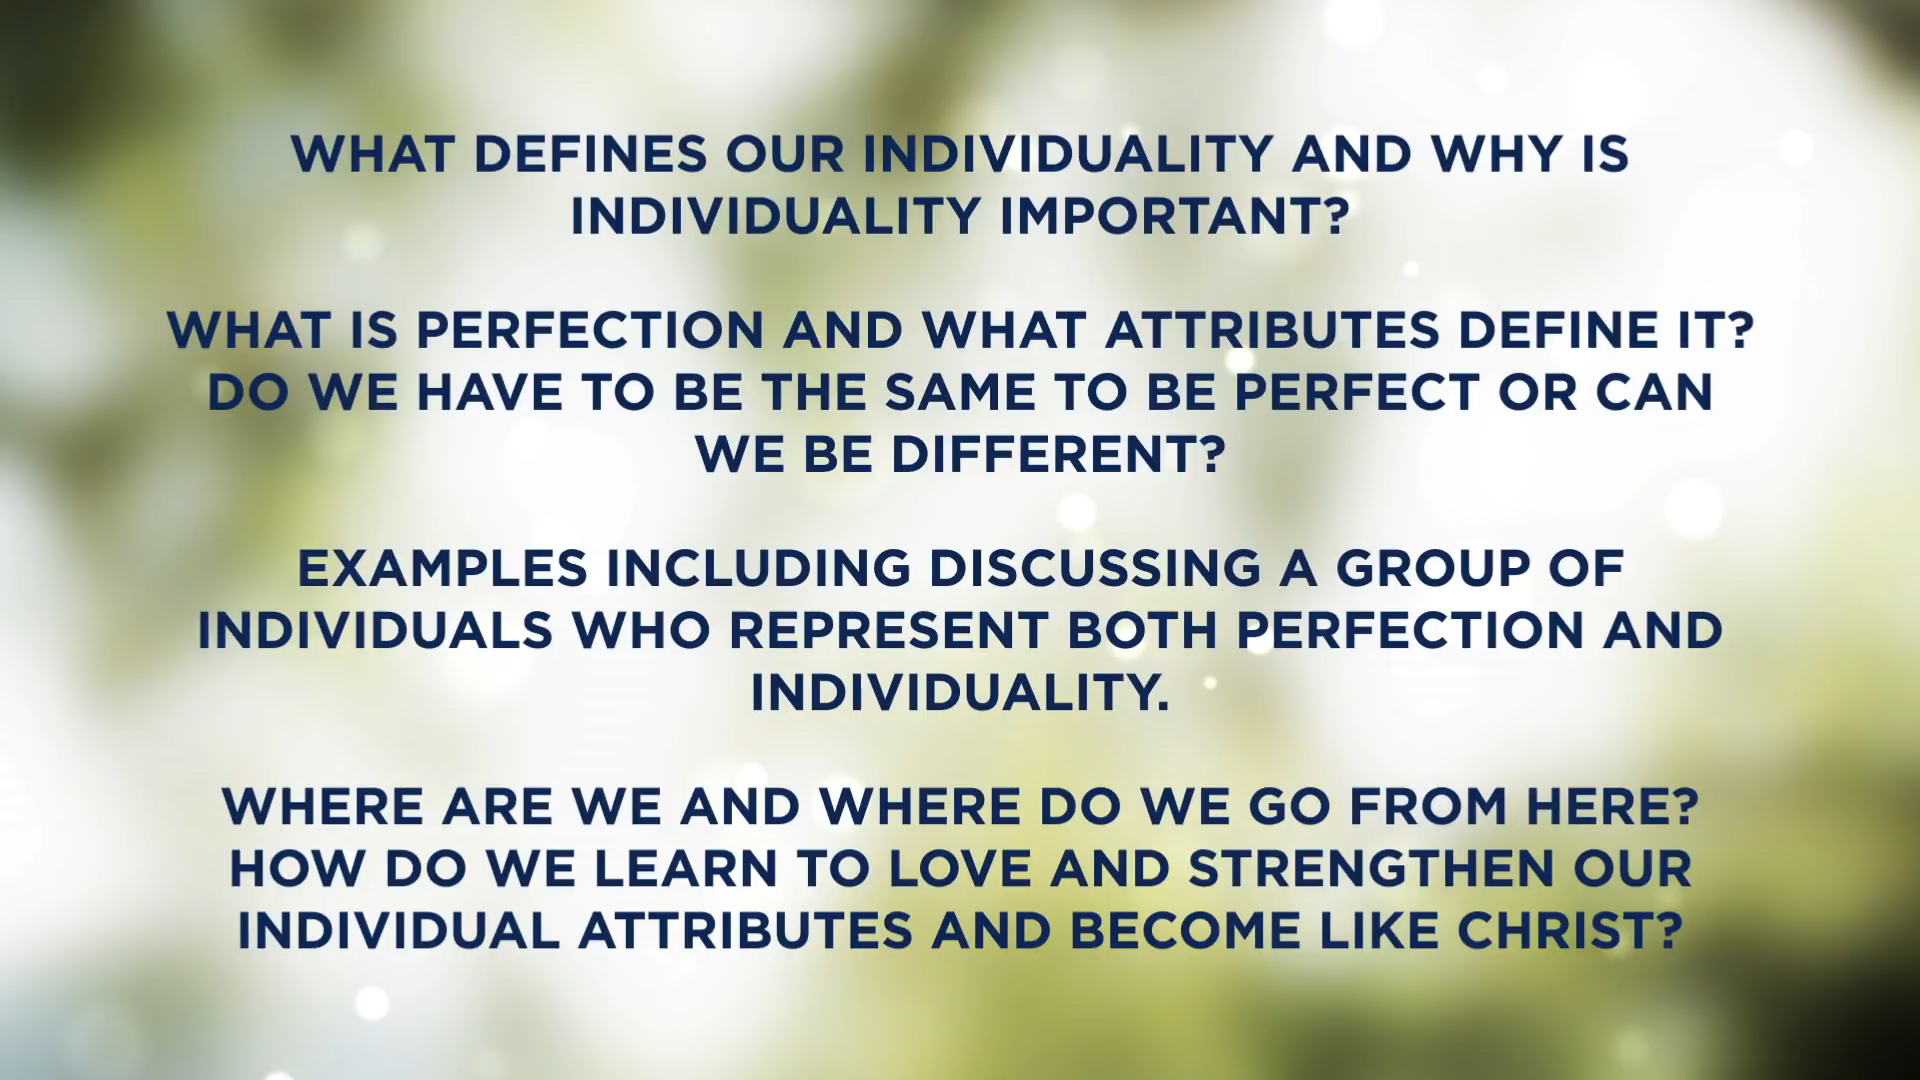 WHAT DEFINES OUR INDIVIDUALITY AND WHY IS
INDIVIDUALITY IMPORTANT?
WHAT IS PERFECTION AND WHAT ATTRIBUTES DEFINE IT?
DO WE HAVE TO BE THE SAME TO BE PERFECT OR CAN
WE BE DIFFERENT?
EXAMPLES INCLUDING DISCUSSING A GROUP OF
INDIVIDUALS WHO REPRESENT BOTH PERFECTION AND
INDIVIDUALITY.
WHERE ARE WE AND WHERE DO WE GO FROM HERE?
HOW DO WE LEARN TO LOVE AND STRENGTHEN OUR
INDIVIDUAL ATTRIBUTES AND BECOME LIKE CHRIST?